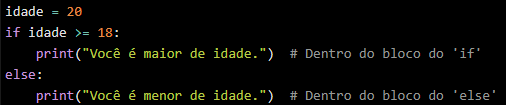 idade = 20
if idade >= 18:
    print("Você é maior de idade.")  # Dentro do bloco do 'if'
else:
    print("Você é menor de idade.")  # Dentro do bloco do 'else'